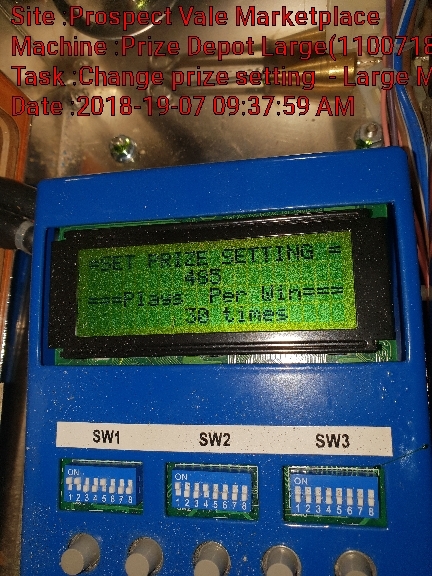 Site :Prospect Vale Marketplace
Machine :Prize Depot Large(1100718
Task :Change prize setting - Large M
Date :2018-19-07 09:37:59 AM
=SET PRIZE SETTING =
465
===Plass Per Win===
30 times
SW1 SW2 SW3
ON ON ON
1 2 3 4 5 6 7 8 1 2 3 4 5 6 7 8 1 2 3 4 5 6 7 8